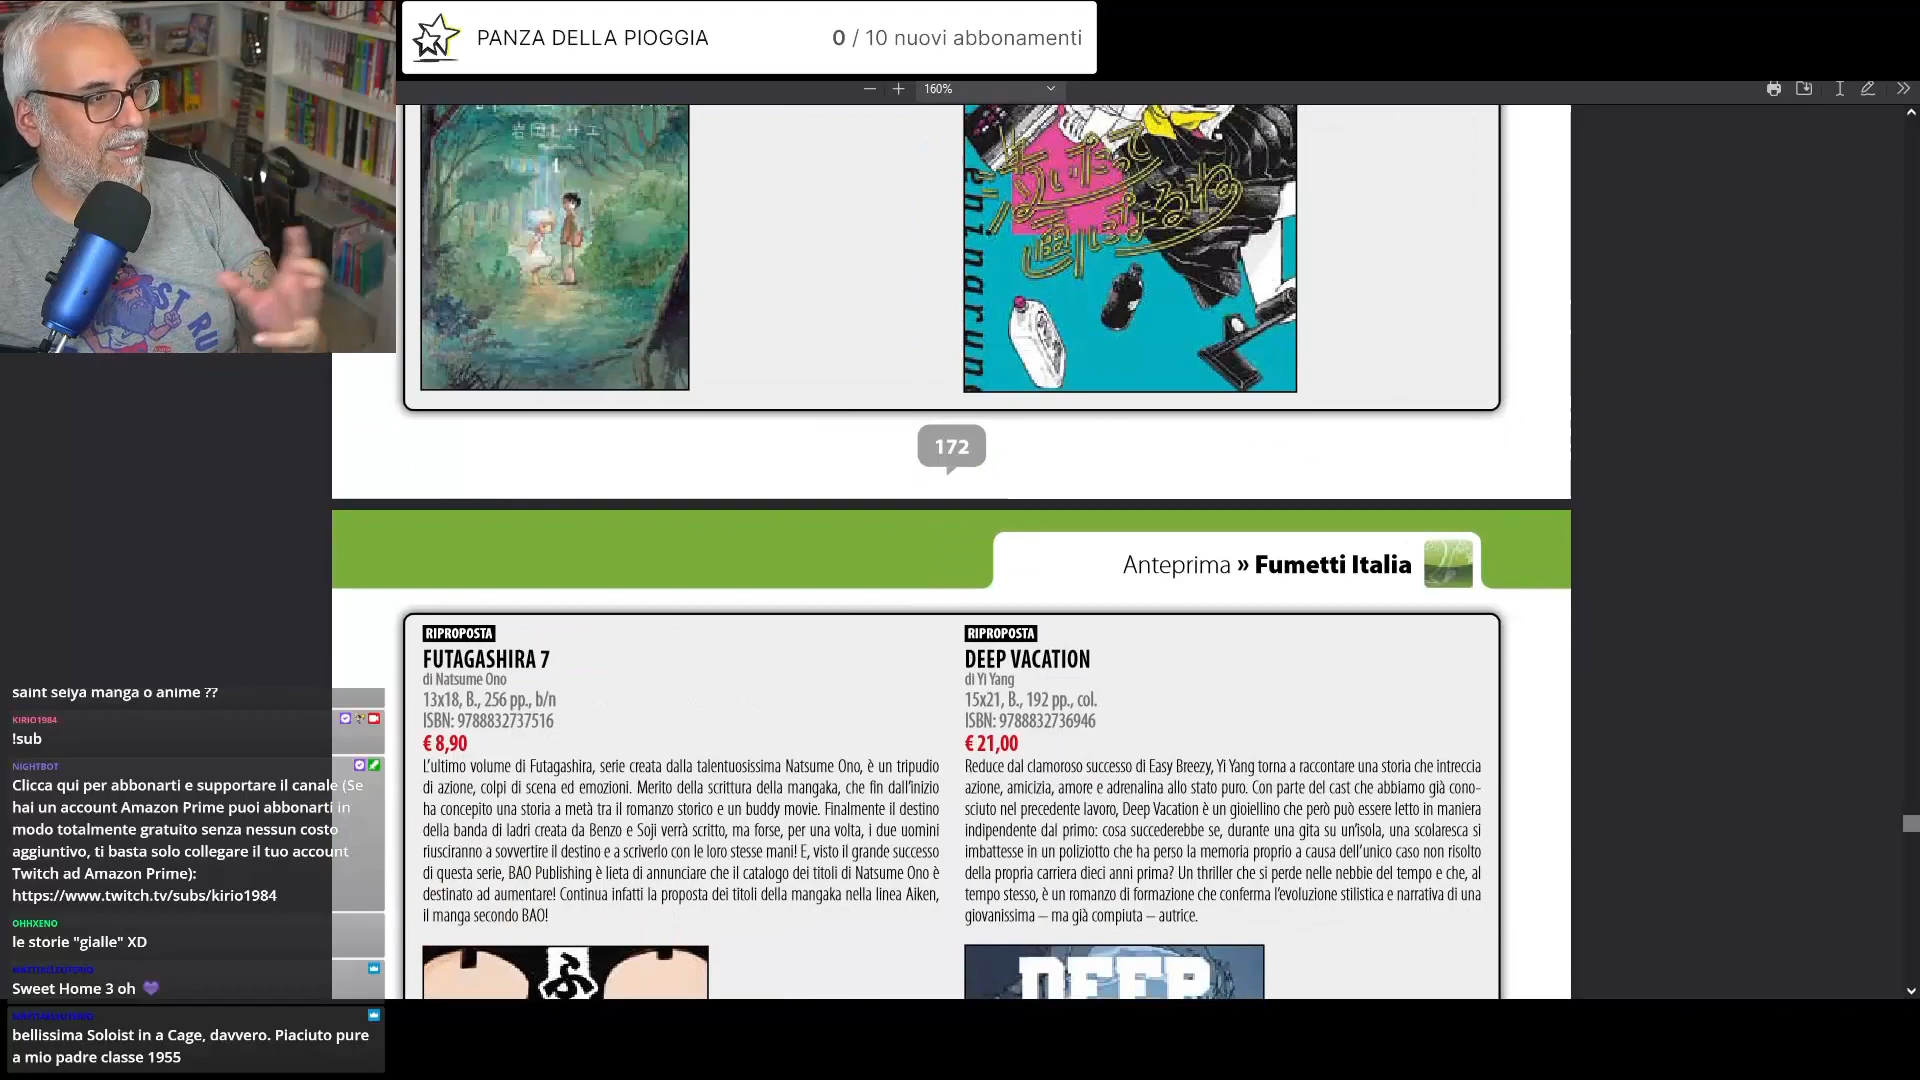 PANZA DELLA PIOGGIA
0 / 10 nuovi abbonamenti
160%
岩岡ヒサエ
1
172
Anteprima » Fumetti Italia
RIPROPOSTA
FUTAGASHIRA 7
di Natsume Ono
13x18, B., 256 pp., b/n
ISBN: 9788832737516
€ 8,90
L’ultimo volume di Futagashira, serie creata dalla talentuosissima Natsume Ono, è un tripudio
di azione, colpi di scena ed emozioni. Merito della scrittura della mangaka, che fin dall’inizio
ha concepito una storia a metà tra il romanzo storico e un buddy movie. Finalmente il destino
della banda di ladri creata da Benzo e Soji verrà scritto, ma forse, per una volta, i due uomini
riusciranno a sovvertire il destino e a scriverlo con le loro stesse mani! E, visto il grande successo
di questa serie, BAO Publishing è lieta di annunciare che il catalogo dei titoli di Natsume Ono è
destinato ad aumentare! Continua infatti la proposta dei titoli della mangaka nella linea Aiken,
il manga secondo BAO!
RIPROPOSTA
DEEP VACATION
di Yi Yang
15x21, B., 192 pp., col.
ISBN: 9788832736946
€ 21,00
Reduce dal clamoroso successo di Easy Breezy, Yi Yang torna a raccontare una storia che intreccia
azione, amicizia, amore e adrenalina allo stato puro. Con parte del cast che abbiamo già cono-
sciuto nel precedente lavoro, Deep Vacation è un gioiellino che però può essere letto in maniera
indipendente dal primo: cosa succederebbe se, durante una gita su un’isola, una scolaresca si
imbattesse in un poliziotto che ha perso la memoria proprio a causa dell’unico caso non risolto
della propria carriera dieci anni prima? Un thriller che si perde nelle nebbie del tempo e che, al
tempo stesso, è un romanzo di formazione che conferma l’evoluzione stilistica e narrativa di una
giovanissima – ma già compiuta – autrice.
DEEP
saint seiya manga o anime ??
KIRIO1984
!sub
NIGHTBOT
Clicca qui per abbonarti e supportare il canale (Se
hai un account Amazon Prime puoi abbonarti in
modo totalmente gratuito senza nessun costo
aggiuntivo, ti basta solo collegare il tuo account
Twitch ad Amazon Prime):
https://www.twitch.tv/subs/kirio1984
OHHXENO
le storie "gialle" XD
Sweet Home 3 oh
bellissima Soloist in a Cage, davvero. Piaciuto pure
a mio padre classe 1955